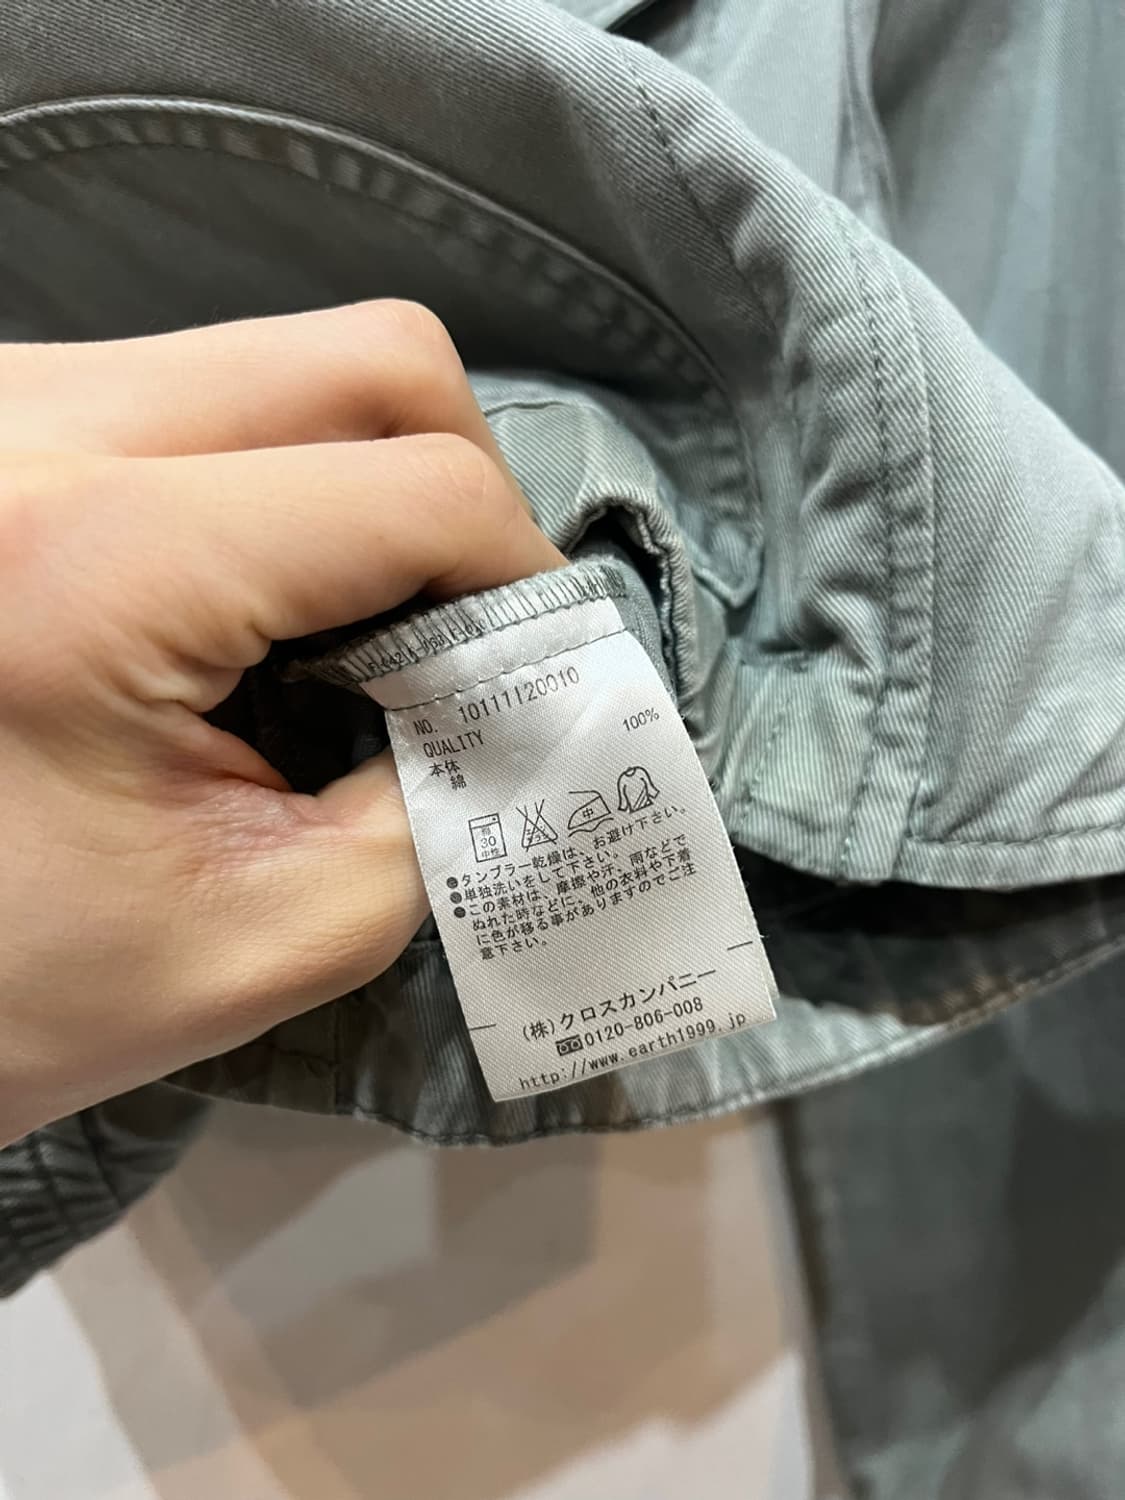 NO. 10111120010
QUALITY
本体
綿 100%
30
中性
中
●タンブラー乾燥は、お避け下さい。
●単独洗いをして下さい。
●この素材は、摩擦や汗、雨などで
ぬれた時などに、他の衣料や下着
に色が移る事がありますのでご注
意下さい。
(株)クロスカンパニー
0120-806-008
http://www.earth1999.jp